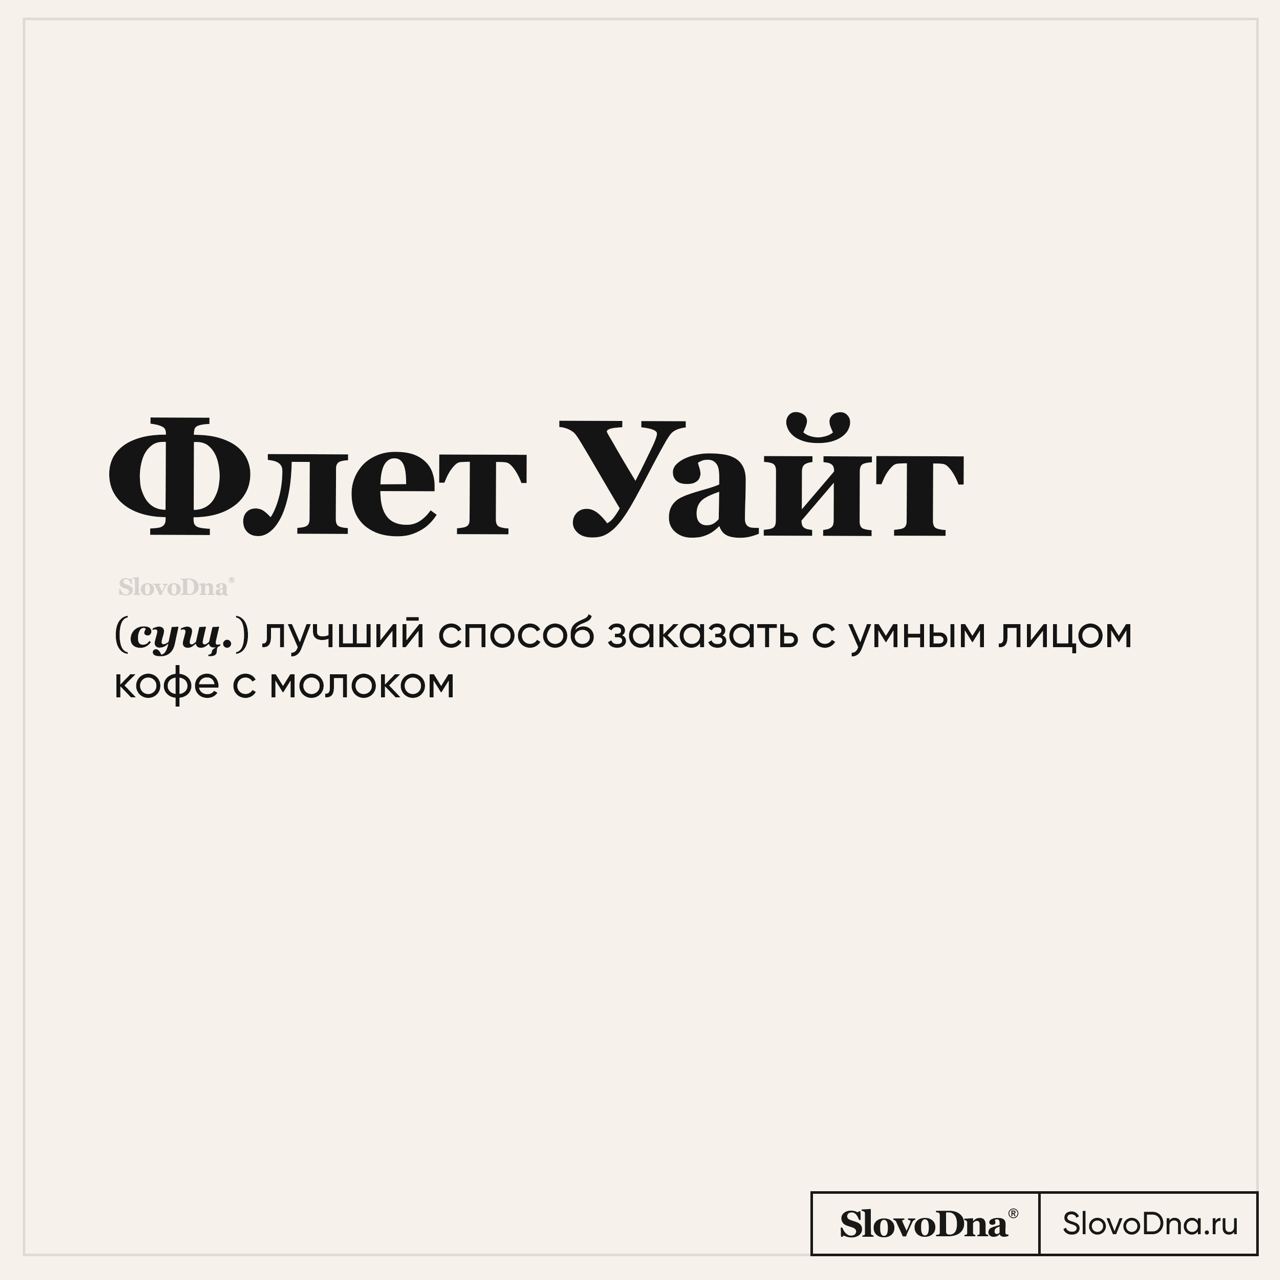 Флет Уайт
SlovoDna®
(сущ.) лучший способ заказать с умным лицом
кофе с молоком
SlovoDna® SlovoDna.ru